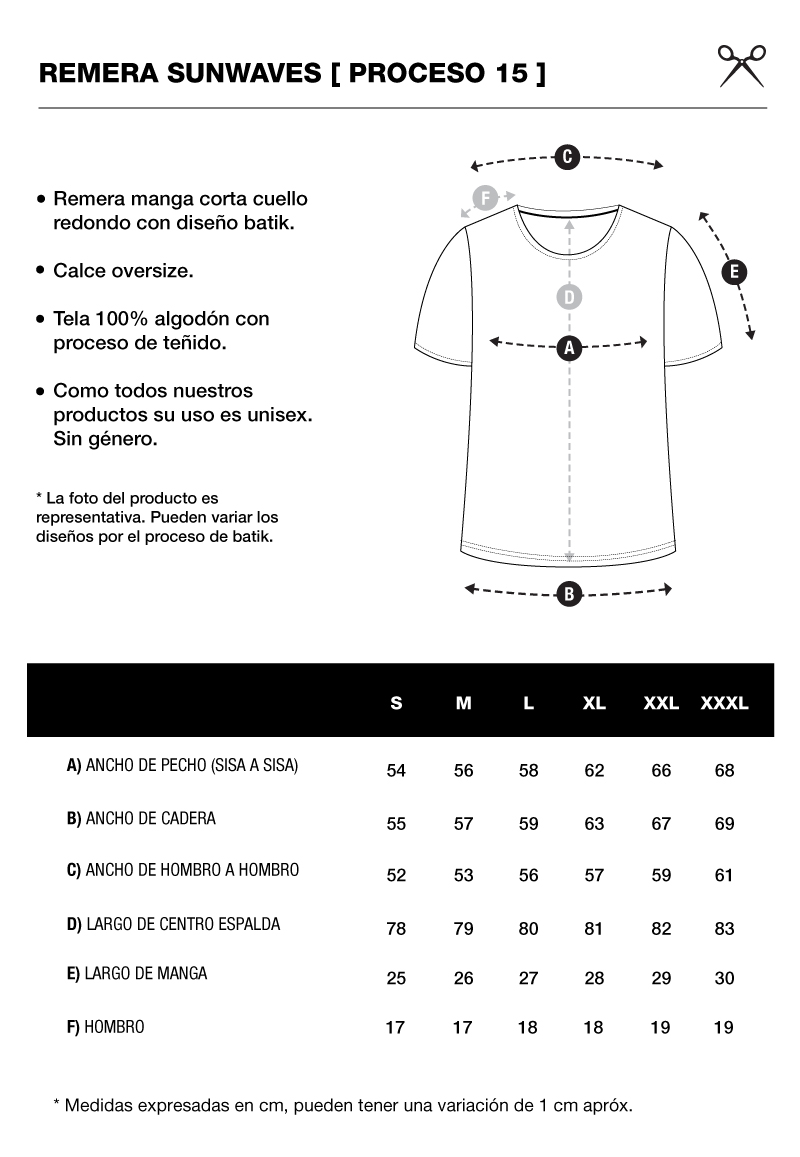 REMERA SUNWAVES [ PROCESO 15 ]
• Remera manga corta cuello
redondo con diseño batik.
• Calce oversize.
• Tela 100% algodón con
proceso de teñido.
• Como todos nuestros
productos su uso es unisex.
Sin género.
* La foto del producto es
representativa. Pueden variar los
diseños por el proceso de batik.
C
F
E
D
A
B
S M L XL XXL XXXL
A) ANCHO DE PECHO (SISA A SISA) 54 56 58 62 66 68
B) ANCHO DE CADERA 55 57 59 63 67 69
C) ANCHO DE HOMBRO A HOMBRO 52 53 56 57 59 61
D) LARGO DE CENTRO ESPALDA 78 79 80 81 82 83
E) LARGO DE MANGA 25 26 27 28 29 30
F) HOMBRO 17 17 18 18 19 19
* Medidas expresadas en cm, pueden tener una variación de 1 cm apróx.